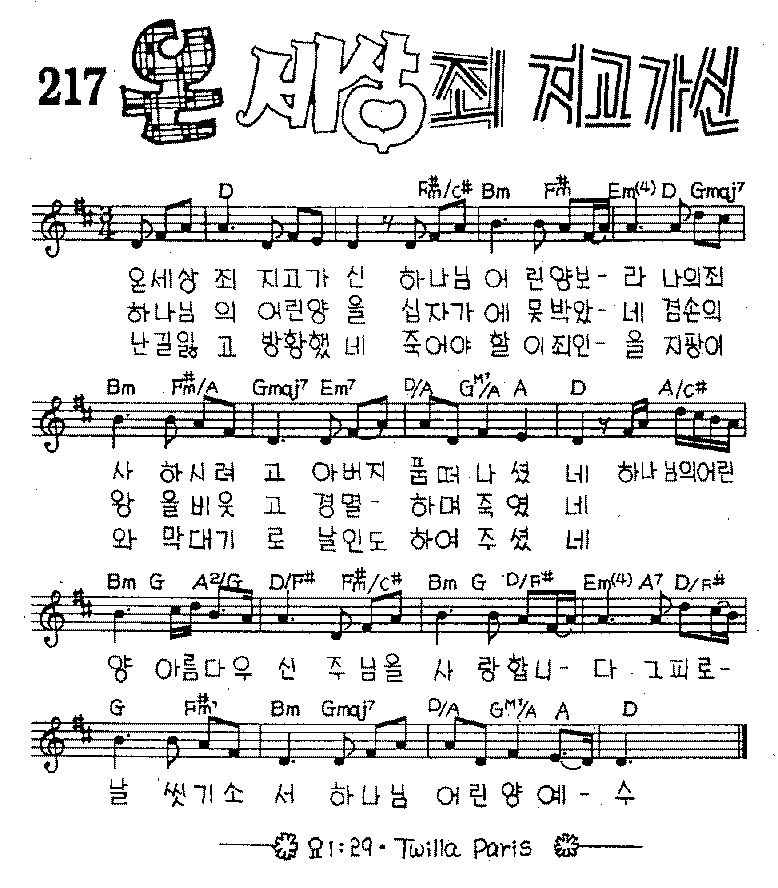 217 온 세상 죄 지고 가신
D F#m/C# Bm F#m Em(4) D Gmaj7
온세상 죄 지고가 신 하나님 어 린양보- 라 나의죄
하나님 의 어린양 을 십자가 에 못박았- 네 겸손의
난길잃 고 방황했 네 죽어야 할 이죄인- 을 지팡이
Bm F#m/A Gmaj7 Em7 D/A GM7/A A D A/C#
사 하시려 고 아버지 품떠 나 셨 네 하나님의어린
왕 을비웃 고 경멸- 하며 죽 였 네
와 막대기 로 날인도 하여 주 셨 네
Bm G A2/G D/F# F#m/C# Bm G D/F# Em(4) A7 D/F#
양 아름다우 신 주님을 사 랑합니- 다 그피로-
G F#m7 Bm Gmaj7 D/A GM7/A A D
날 씻기소 서 하나님 어린양 예- 수
요1:29 · Twilla Paris